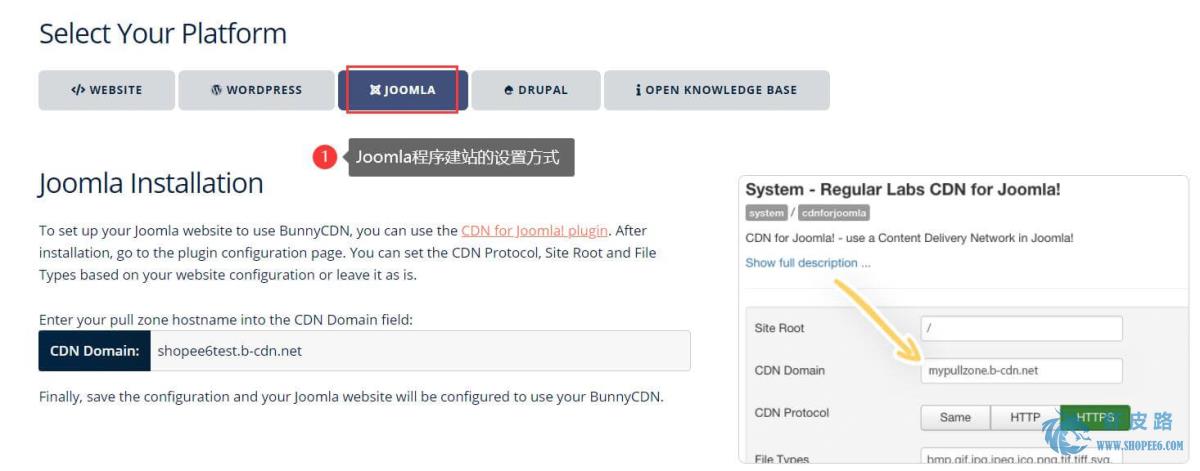 Select Your Platform
</> WEBSITE
WORDPRESS
JOOMLA
DRUPAL
i OPEN KNOWLEDGE BASE
1
Joomla程序建站的设置方式
Joomla Installation
To set up your Joomla website to use BunnyCDN, you can use the CDN for Joomla! plugin. After
installation, go to the plugin configuration page. You can set the CDN Protocol, Site Root and File
Types based on your website configuration or leave it as is.
Enter your pull zone hostname into the CDN Domain field:
CDN Domain: shopee6test.b-cdn.net
Finally, save the configuration and your Joomla website will be configured to use your BunnyCDN.
System - Regular Labs CDN for Joomla!
system / cdnforjoomla
CDN for Joomla! - use a Content Delivery Network in Joomla!
Show full description ...
Site Root /
CDN Domain mypullzone.b-cdn.net
CDN Protocol Same HTTP HTTPS
File Types bmp,gif,jpg,jpeg,ico,png,tif,tiff,svg,
皮路
WWW.SHOPEE6.COM